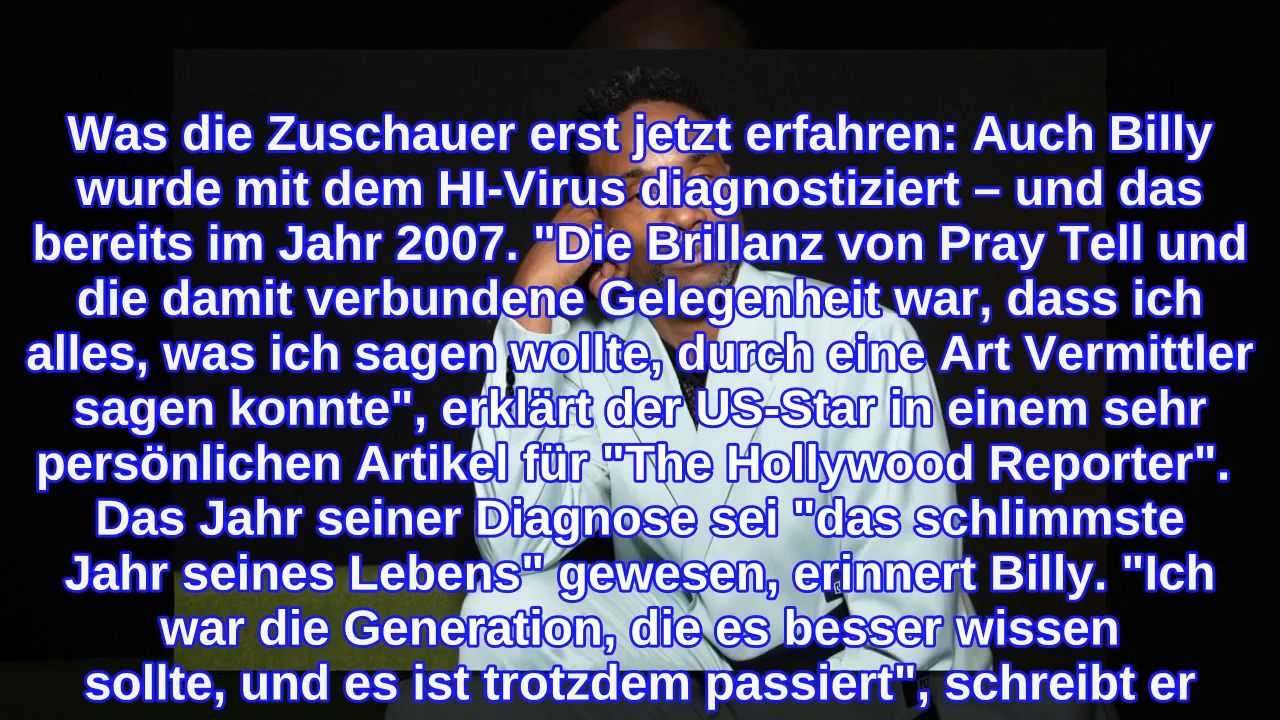 Was die Zuschauer erst jetzt erfahren: Auch Billy
wurde mit dem HI-Virus diagnostiziert – und das
bereits im Jahr 2007. "Die Brillanz von Pray Tell und
die damit verbundene Gelegenheit war, dass ich
alles, was ich sagen wollte, durch eine Art Vermittler
sagen konnte", erklärt der US-Star in einem sehr
persönlichen Artikel für "The Hollywood Reporter".
Das Jahr seiner Diagnose sei "das schlimmste
Jahr seines Lebens" gewesen, erinnert Billy. "Ich
war die Generation, die es besser wissen
sollte, und es ist trotzdem passiert", schreibt er